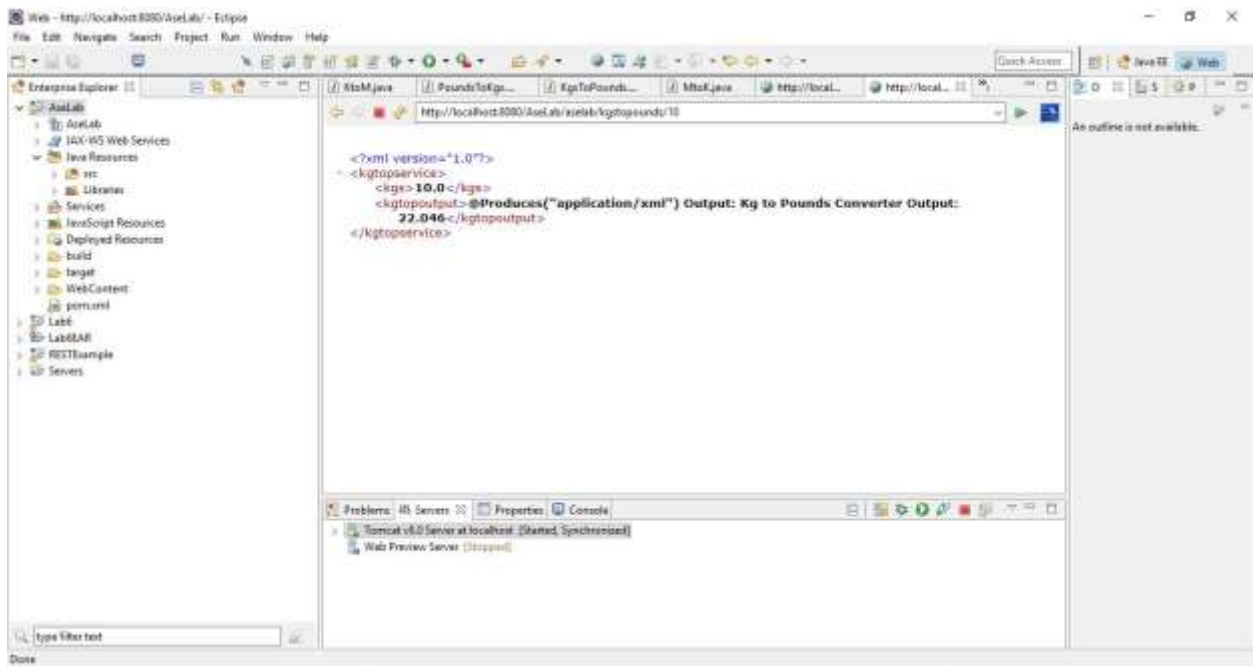 Web - http://localhost:8080/AseLab/ - Eclipse
File Edit Navigate Search Project Run Window Help
Quick Access Java EE Web
Enterprise Explorer
KtoM.java PoundsToKgs... KgsToPounds... MtoK.java http://local... http://local...
http://localhost:8080/AseLab/aselab/kgstopounds/10
An outline is not available.
AseLab
AseLab
JAX-WS Web Services
Java Resources
src
Libraries
Services
JavaScript Resources
Deployed Resources
build
target
WebContent
pom.xml
Lab6
Lab6EAR
RESTExample
Servers
<?xml version="1.0"?>
- <kgtopservice>
<kgs>10.0</kgs>
<kgtopoutput>@Produces("application/xml") Output: Kg to Pounds Converter Output:
22.046</kgtopoutput>
</kgtopservice>
Problems Servers Properties Console
Tomcat v8.0 Server at localhost [Started, Synchronized]
Web Preview Server [Stopped]
type filter text
Done